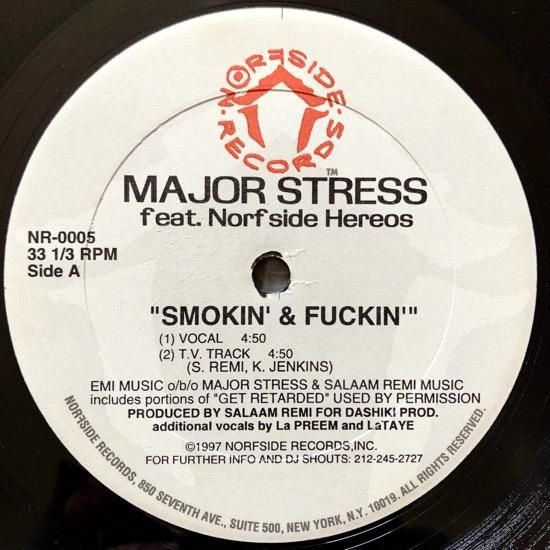 NORFSIDE · RECORDS ·
TM
MAJOR STRESS
feat. Norfside Hereos
NR-0005
33 1/3 RPM
Side A
"SMOKIN' & FUCKIN'"
(1) VOCAL 4:50
(2) T.V. TRACK 4:50
(S. REMI, K. JENKINS)
EMI MUSIC o/b/o MAJOR STRESS & SALAAM REMI MUSIC
includes portions of "GET RETARDED" USED BY PERMISSION
PRODUCED BY SALAAM REMI FOR DASHIKI PROD.
additional vocals by La PREEM and LaTAYE
©1997 NORFSIDE RECORDS,INC.
FOR FURTHER INFO AND DJ SHOUTS: 212-245-2727
NORFSIDE RECORDS, 850 SEVENTH AVE., SUITE 500, NEW YORK, N.Y. 10019. ALL RIGHTS RESERVED.